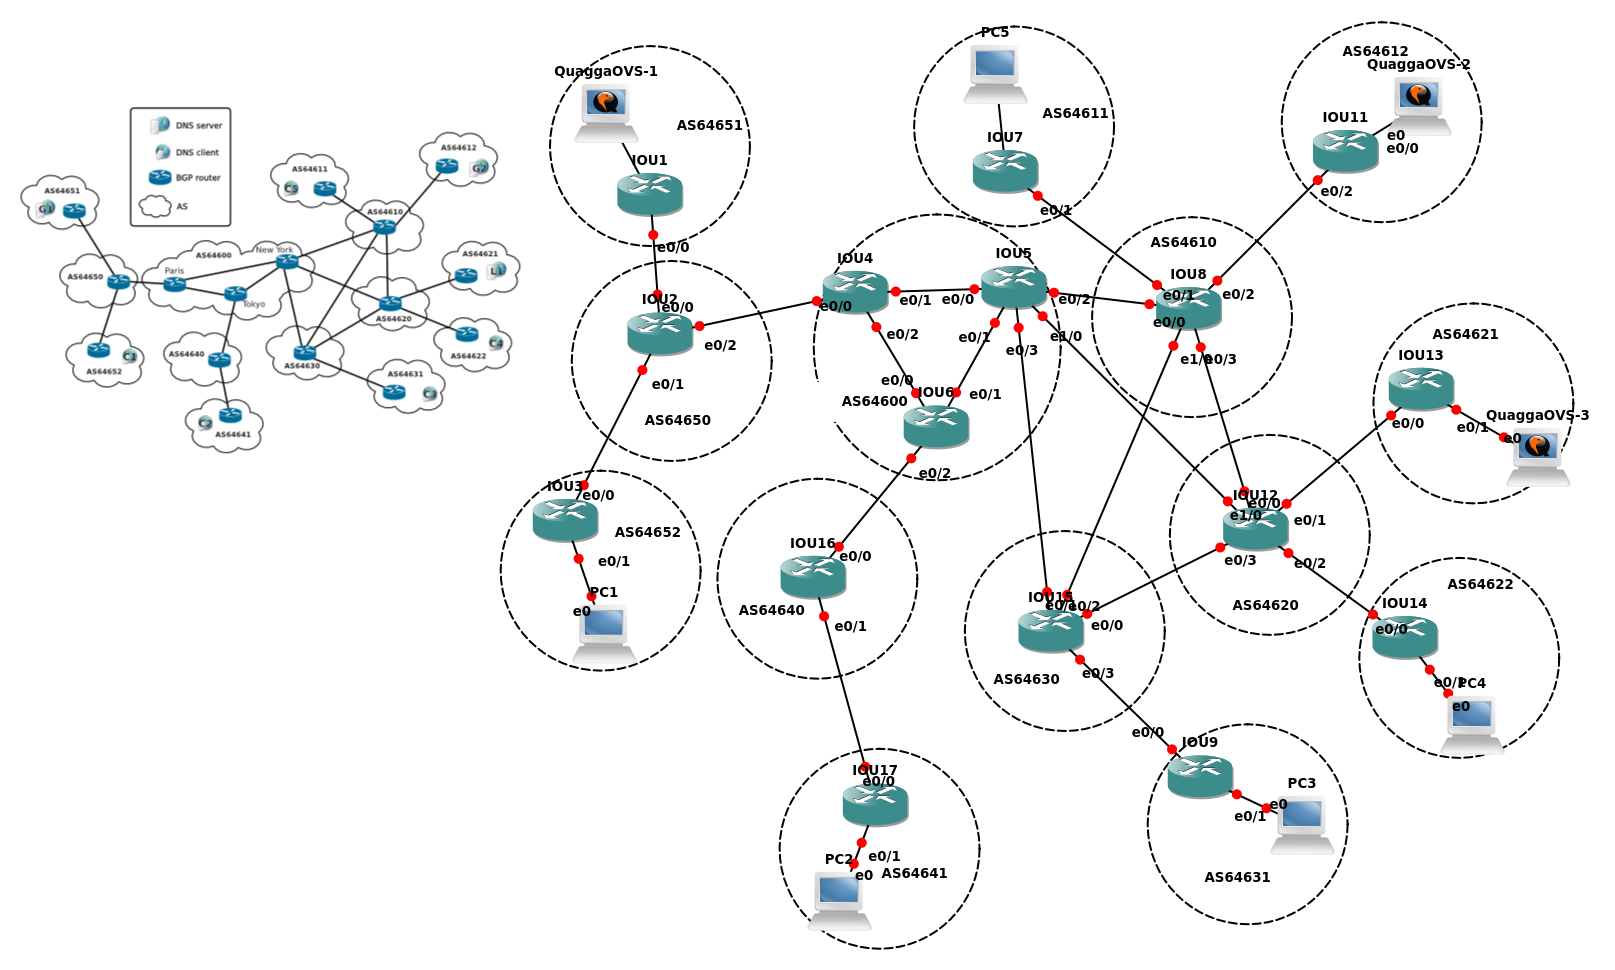 DNS server
DNS client
BGP router
AS
AS64651
G1
AS64650
AS64652
C1
AS64600
Paris
New York
Tokyo
AS64640
C2
AS64641
AS64611
C5
AS64610
AS64612
G2
AS64621
L1
AS64620
AS64622
C4
AS64630
AS64631
C3
QuaggaOVS-1
AS64651
IOU1
e0/0
IOU2
e0/0
e0/2
e0/1
AS64650
IOU3
e0/0
AS64652
e0/1
PC1
e0
IOU4
e0/0
e0/1
e0/2
IOU5
e0/0
e0/2
e0/1
e0/3
e1/0
AS64600
e0/0
IOU6
e0/1
e0/2
IOU16
e0/0
AS64640
e0/1
IOU17
e0/0
PC2
e0/1
e0
AS64641
PC5
AS64611
IOU7
e0/1
AS64610
IOU8
e0/1
e0/2
e0/0
e1/0
e0/3
AS64612
QuaggaOVS-2
IOU11
e0
e0/0
e0/2
AS64621
IOU13
QuaggaOVS-3
e0/0
e0/1
e0
IOU12
e0/0
e1/0
e0/1
e0/3
e0/2
AS64620
AS64622
IOU14
e0/0
e0/1
PC4
e0
IOU15
e0/1
e0/2
e0/0
e0/3
AS64630
e0/0
IOU9
PC3
e0
e0/1
AS64631